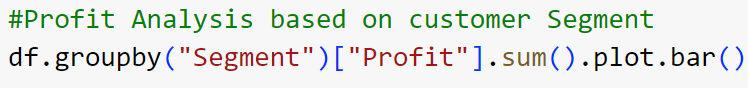 #Profit Analysis based on customer Segment
df.groupby("Segment")["Profit"].sum().plot.bar()